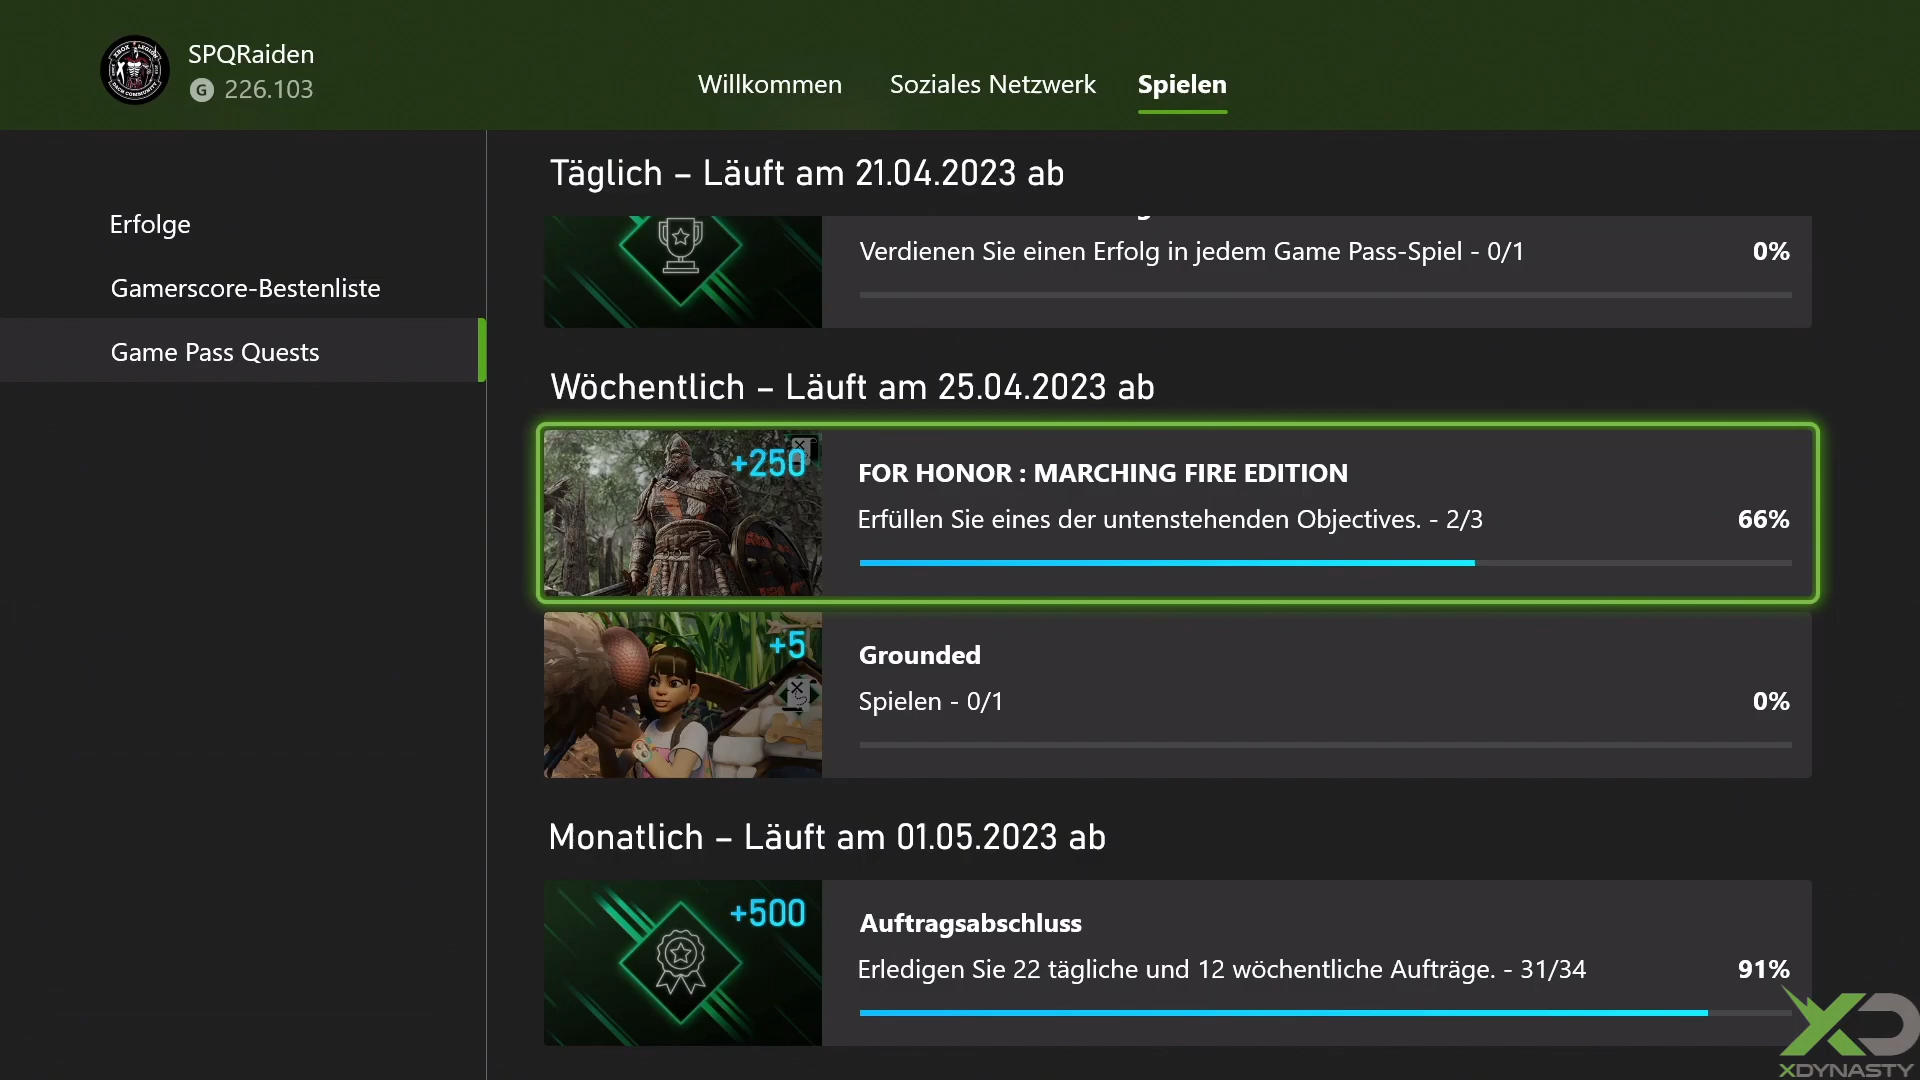 SPQRaiden
G 226.103
Willkommen
Soziales Netzwerk
Spielen
Erfolge
Gamerscore-Bestenliste
Game Pass Quests
Täglich – Läuft am 21.04.2023 ab
Verdienen Sie einen Erfolg in jedem Game Pass-Spiel - 0/1
0%
Wöchentlich – Läuft am 25.04.2023 ab
+250
FOR HONOR : MARCHING FIRE EDITION
Erfüllen Sie eines der untenstehenden Objectives. - 2/3
66%
+5
Grounded
Spielen - 0/1
0%
Monatlich – Läuft am 01.05.2023 ab
+500
Auftragsabschluss
Erledigen Sie 22 tägliche und 12 wöchentliche Aufträge. - 31/34
91%
XD
XDYNASTY